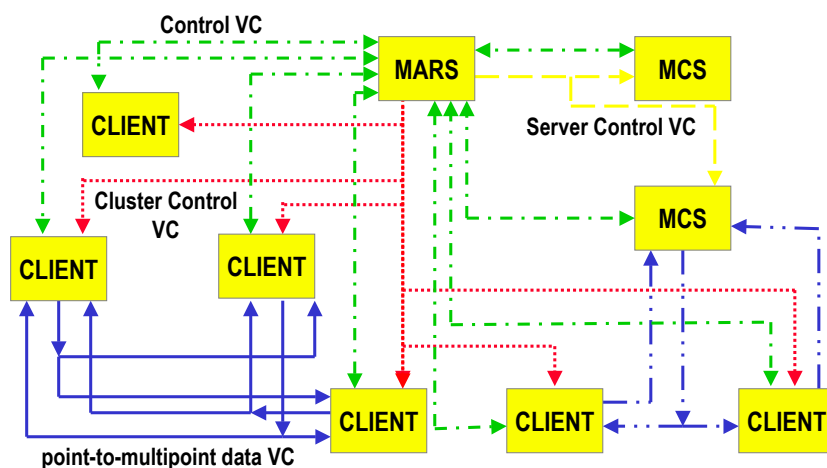 Control VC
MARS
MCS
CLIENT
Server Control VC
Cluster Control
VC
MCS
CLIENT
CLIENT
CLIENT
CLIENT
CLIENT
point-to-multipoint data VC